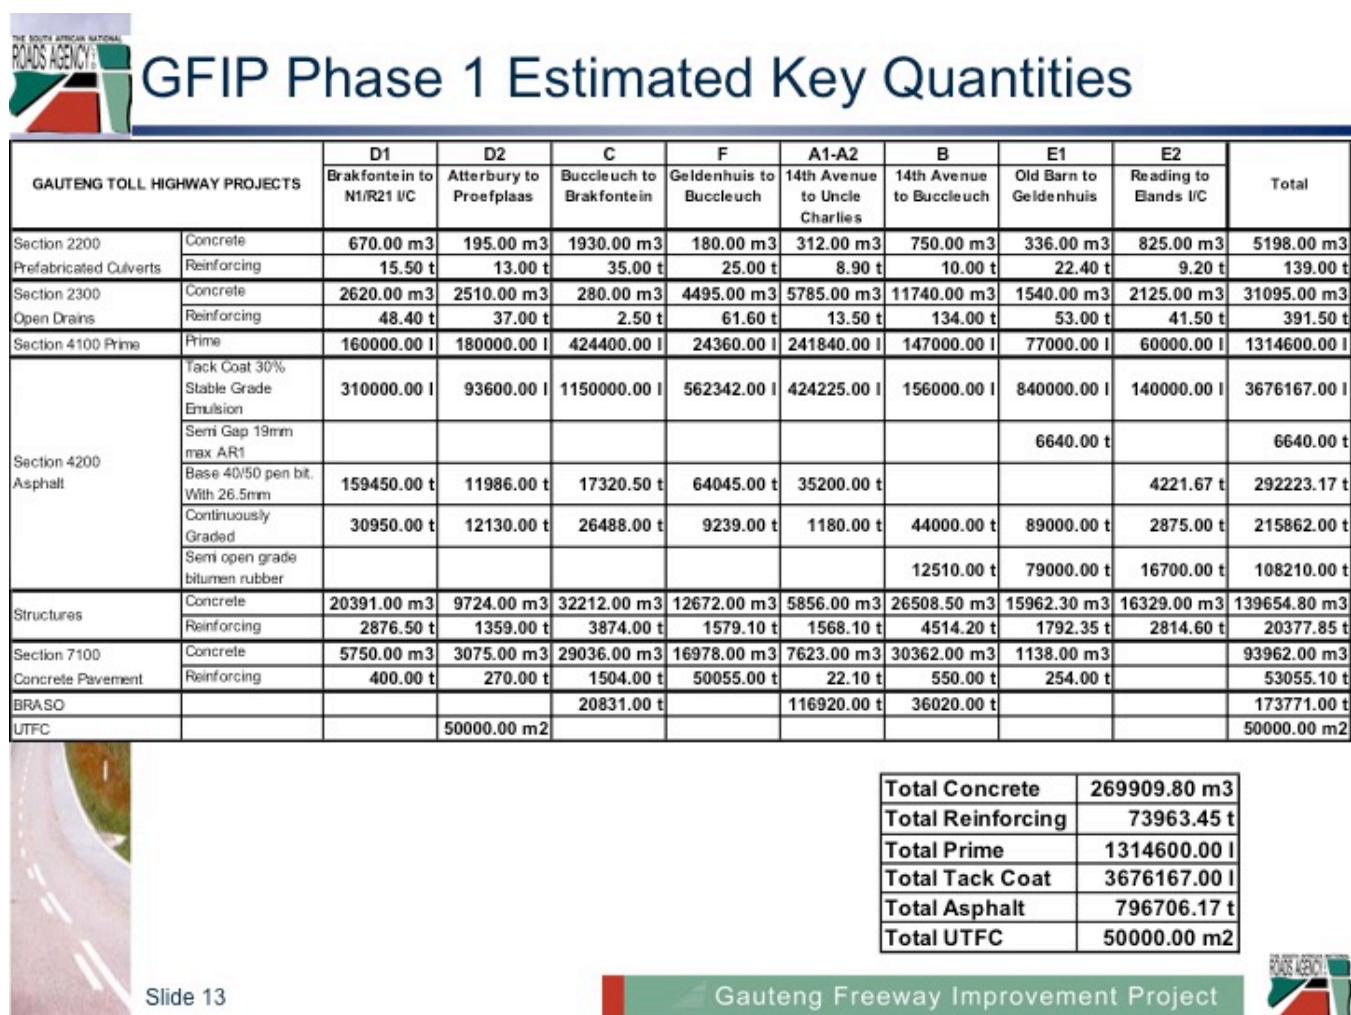 THE SOUTH AFRICAN NATIONAL
ROADS AGENCY LTD
GFIP Phase 1 Estimated Key Quantities
GAUTENG TOLL HIGHWAY PROJECTS D1 D2 C F A1-A2 B E1 E2 Total
Brakfontein to Atterbury to Buccleuch to Geldenhuis to 14th Avenue 14th Avenue Old Barn to Reading to
N1/R21 I/C Proefplaas Brakfontein Buccleuch to Uncle to Buccleuch Geldenhuis Elands I/C
Charlies
Section 2200 Concrete 670.00 m3 195.00 m3 1930.00 m3 180.00 m3 312.00 m3 750.00 m3 336.00 m3 825.00 m3 5198.00 m3
Prefabricated Culverts Reinforcing 15.50 t 13.00 t 35.00 t 25.00 t 8.90 t 10.00 t 22.40 t 9.20 t 139.00 t
Section 2300 Concrete 2620.00 m3 2510.00 m3 280.00 m3 4495.00 m3 5785.00 m3 11740.00 m3 1540.00 m3 2125.00 m3 31095.00 m3
Open Drains Reinforcing 48.40 t 37.00 t 2.50 t 61.60 t 13.50 t 134.00 t 53.00 t 41.50 t 391.50 t
Section 4100 Prime Prime 160000.00 l 180000.00 l 424400.00 l 24360.00 l 241840.00 l 147000.00 l 77000.00 l 60000.00 l 1314600.00 l
Section 4200
Asphalt
Tack Coat 30%
Stable Grade 310000.00 l 93600.00 l 1150000.00 l 562342.00 l 424225.00 l 156000.00 l 840000.00 l 140000.00 l 3676167.00 l
Emulsion
Semi Gap 19mm
max AR1 6640.00 t 6640.00 t
Base 40/50 pen bit.
With 26.5mm 159450.00 t 11986.00 t 17320.50 t 64045.00 t 35200.00 t 4221.67 t 292223.17 t
Continuously
Graded 30950.00 t 12130.00 t 26488.00 t 9239.00 t 1180.00 t 44000.00 t 89000.00 t 2875.00 t 215862.00 t
Semi open grade
bitumen rubber 12510.00 t 79000.00 t 16700.00 t 108210.00 t
Structures Concrete 20391.00 m3 9724.00 m3 32212.00 m3 12672.00 m3 5856.00 m3 26508.50 m3 15962.30 m3 16329.00 m3 139654.80 m3
Reinforcing 2876.50 t 1359.00 t 3874.00 t 1579.10 t 1568.10 t 4514.20 t 1792.35 t 2814.60 t 20377.85 t
Section 7100 Concrete 5750.00 m3 3075.00 m3 29036.00 m3 16978.00 m3 7623.00 m3 30362.00 m3 1138.00 m3 93962.00 m3
Concrete Pavement Reinforcing 400.00 t 270.00 t 1504.00 t 50055.00 t 22.10 t 550.00 t 254.00 t 53055.10 t
BRASO 20831.00 t 116920.00 t 36020.00 t 173771.00 t
UTFC 50000.00 m2 50000.00 m2
Total Concrete 269909.80 m3
Total Reinforcing 73963.45 t
Total Prime 1314600.00 l
Total Tack Coat 3676167.00 l
Total Asphalt 796706.17 t
Total UTFC 50000.00 m2
Slide 13
Gauteng Freeway Improvement Project
ROADS AGENCY